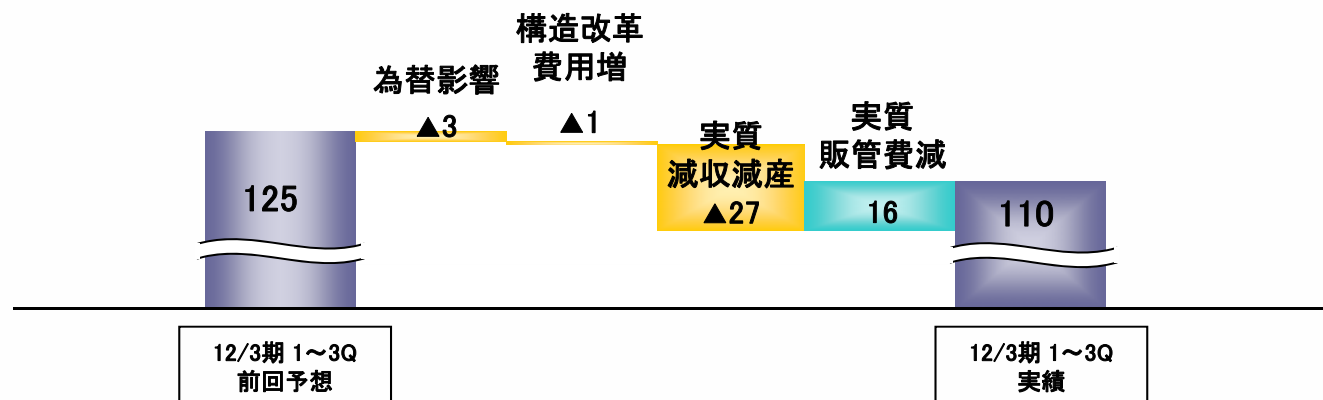 構造改革
費用増
為替影響
▲3
▲1
実質
減収減産
▲27
実質
販管費減
16
125
110
12/3期 1～3Q
前回予想
12/3期 1～3Q
実績